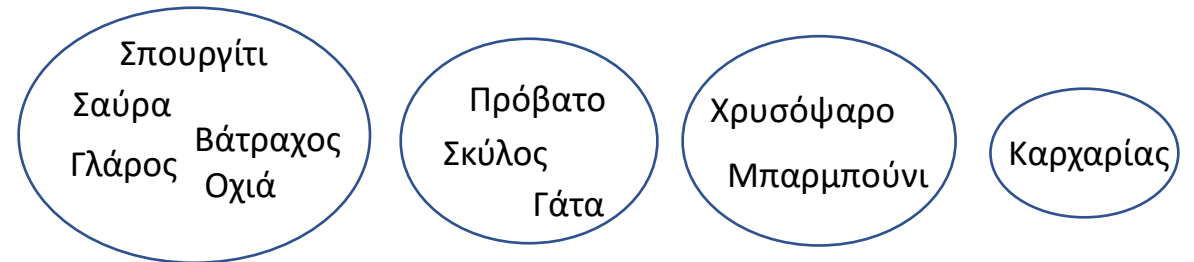 Σπουργίτι
Σαύρα
Βάτραχος
Γλάρος
Οχιά
Πρόβατο
Σκύλος
Γάτα
Χρυσόψαρο
Μπαρμπούνι
Καρχαρίας